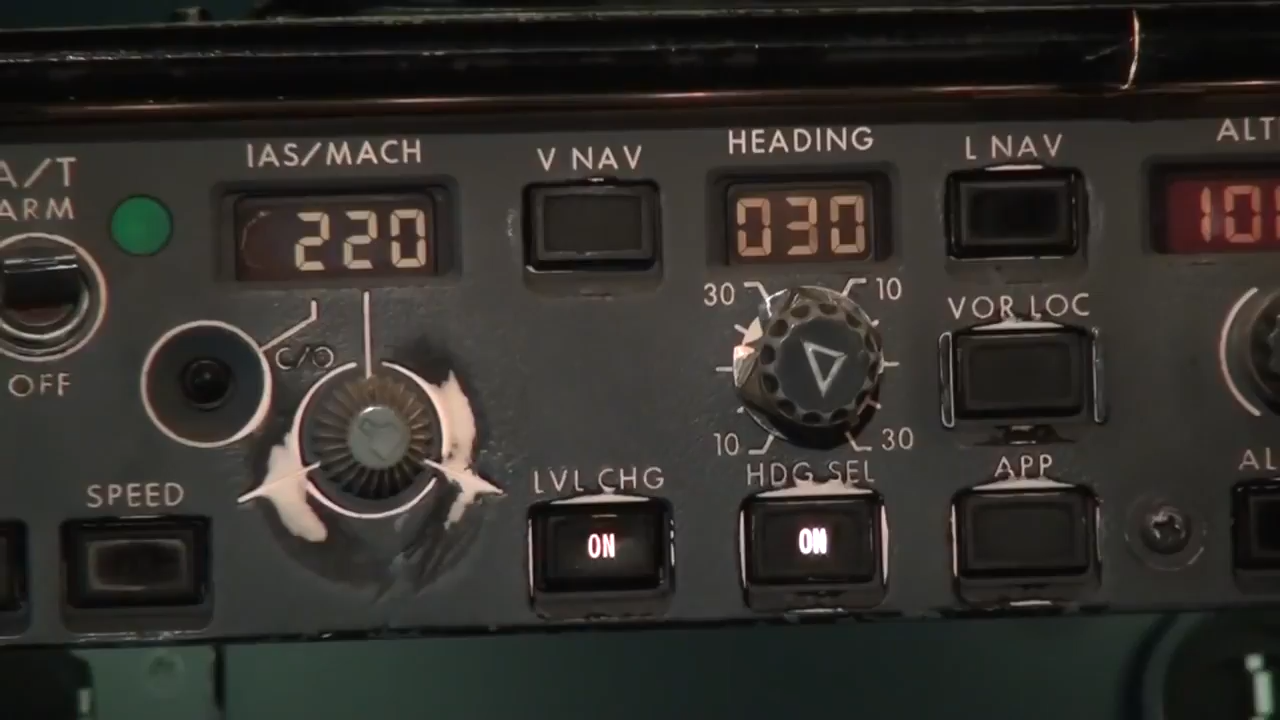 A/T
ARM
OFF
IAS/MACH
220
C/O
SPEED
V NAV
LVL CHG
ON
HEADING
030
30
10
10
30
HDG SEL
ON
L NAV
VOR LOC
APP
ALT
10
AL